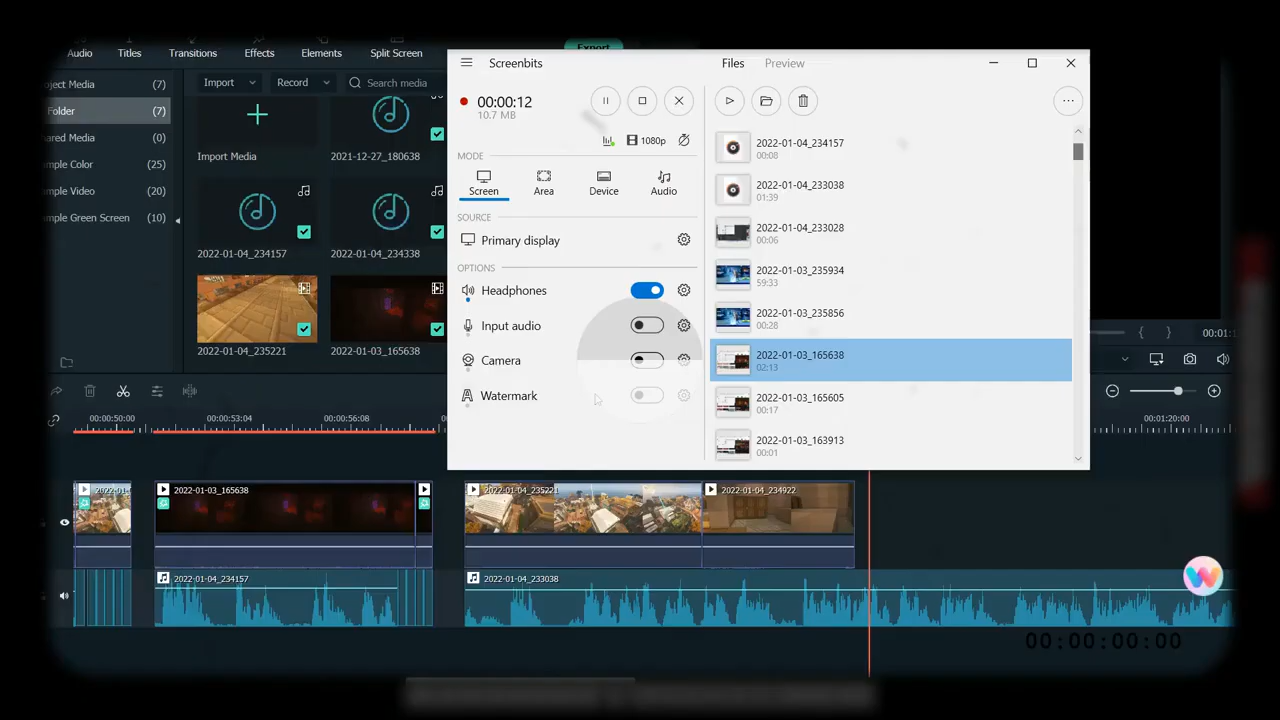 Audio Titles Transitions Effects Elements Split Screen Export
Screenbits Files Preview
oject Media (7) Import Record Search media
00:00:12
10.7 MB
Folder (7)
ared Media (0)
1080p
2022-01-04_234157
00:08
Import Media 2021-12-27_180638
MODE
mple Color (25)
Screen Area Device Audio
2022-01-04_233038
01:39
mple Video (20)
mple Green Screen (10)
SOURCE
2022-01-04_233028
00:06
Primary display
2022-01-04_234157 2022-01-04_234338
OPTIONS
2022-01-03_235934
59:33
Headphones
Input audio
2022-01-03_235856
00:28
2022-01-04_235221 2022-01-03_165638
Camera
2022-01-03_165638
02:13
Watermark
2022-01-03_165605
00:17
2022-01-03_163913
00:01
{ } 00:01:1
00:00:50:00 00:00:53:04 00:00:56:08 00:01:20:00
2022-01-03_165638 2022-01-04_235221 2022-01-04_234922
2022-01-04_234157 2022-01-04_233038
00:00:00:00